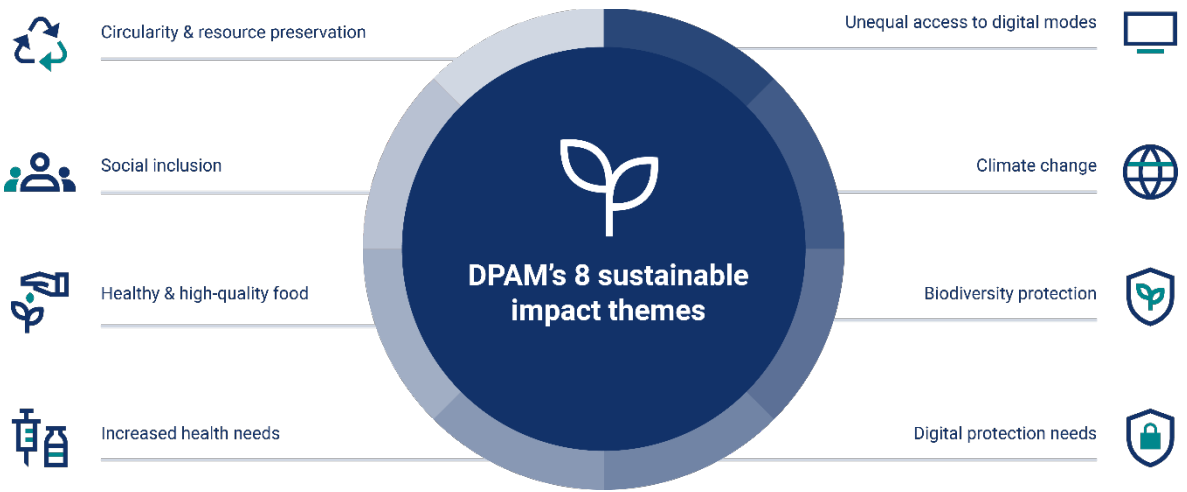 Circularity & resource preservation
Unequal access to digital modes
Social inclusion
Climate change
DPAM's 8 sustainable
impact themes
Healthy & high-quality food
Biodiversity protection
Increased health needs
Digital protection needs